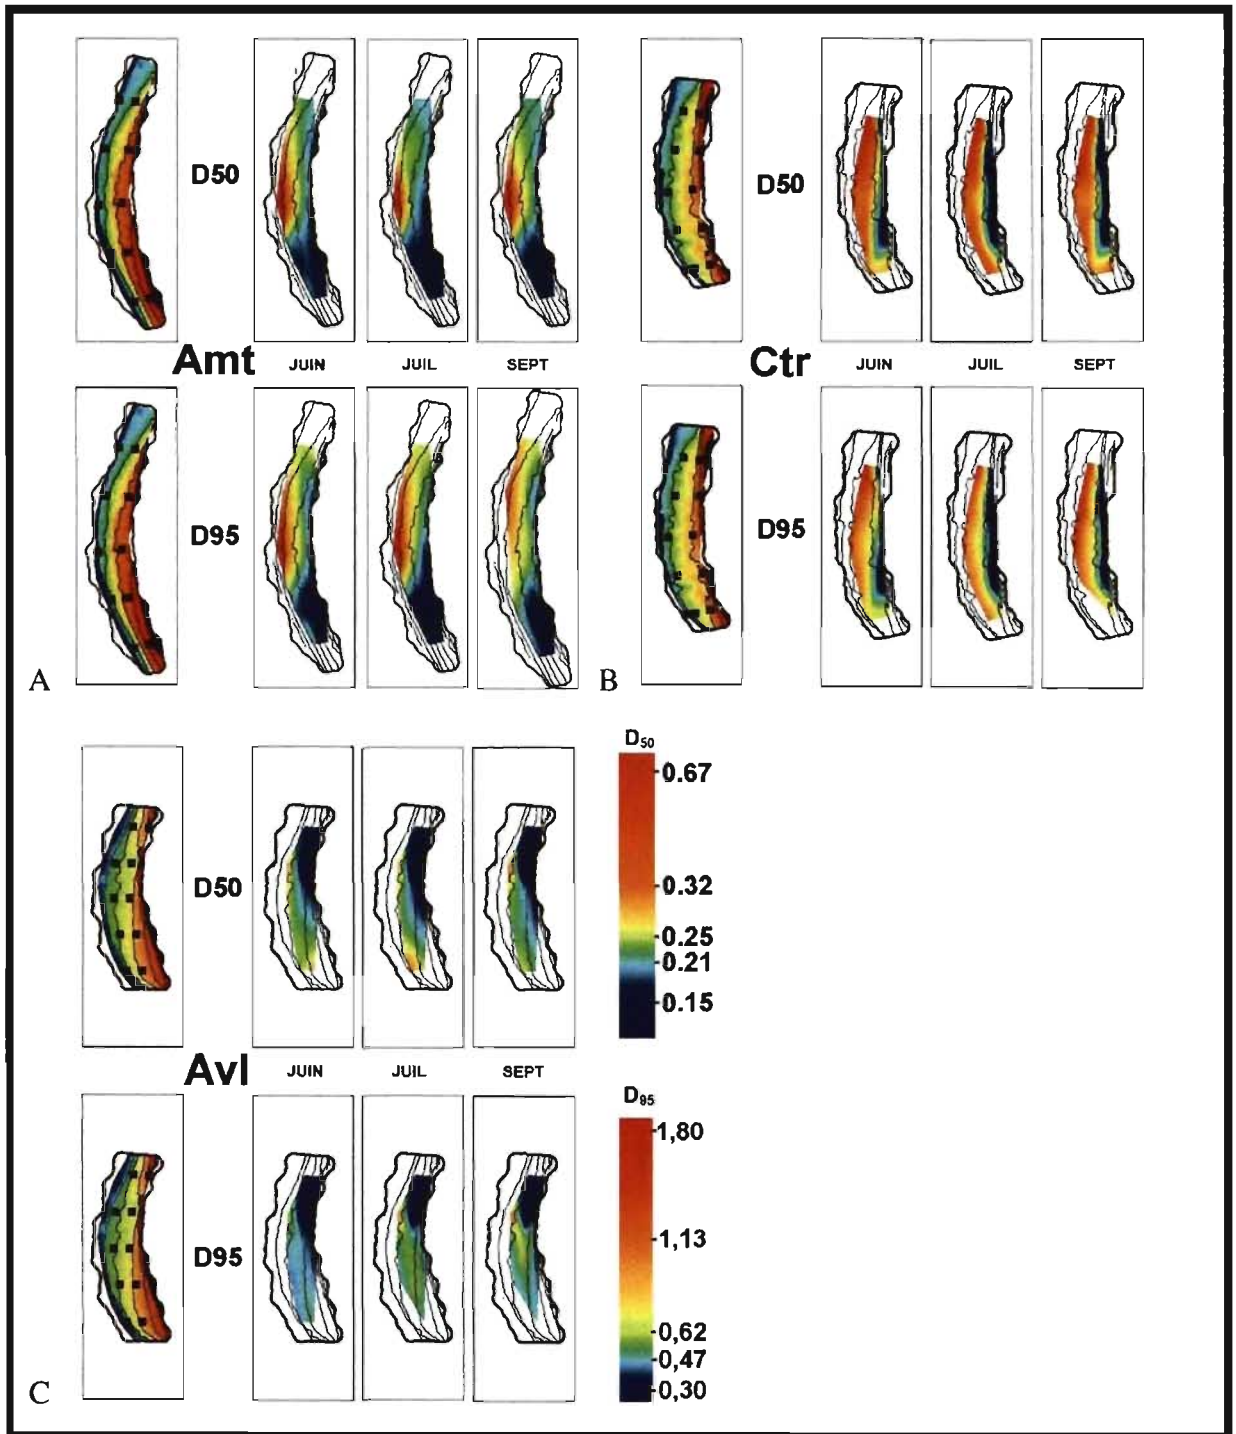 D50
D50
Amt JUIN JUIL SEPT
Ctr JUIN JUIL SEPT
D95
D95
A
B
D50
D₅₀
0.67
0.32
0.25
0.21
0.15
Avl JUIN JUIL SEPT
D95
D₉₅
1,80
1,13
0,62
0,47
0,30
C